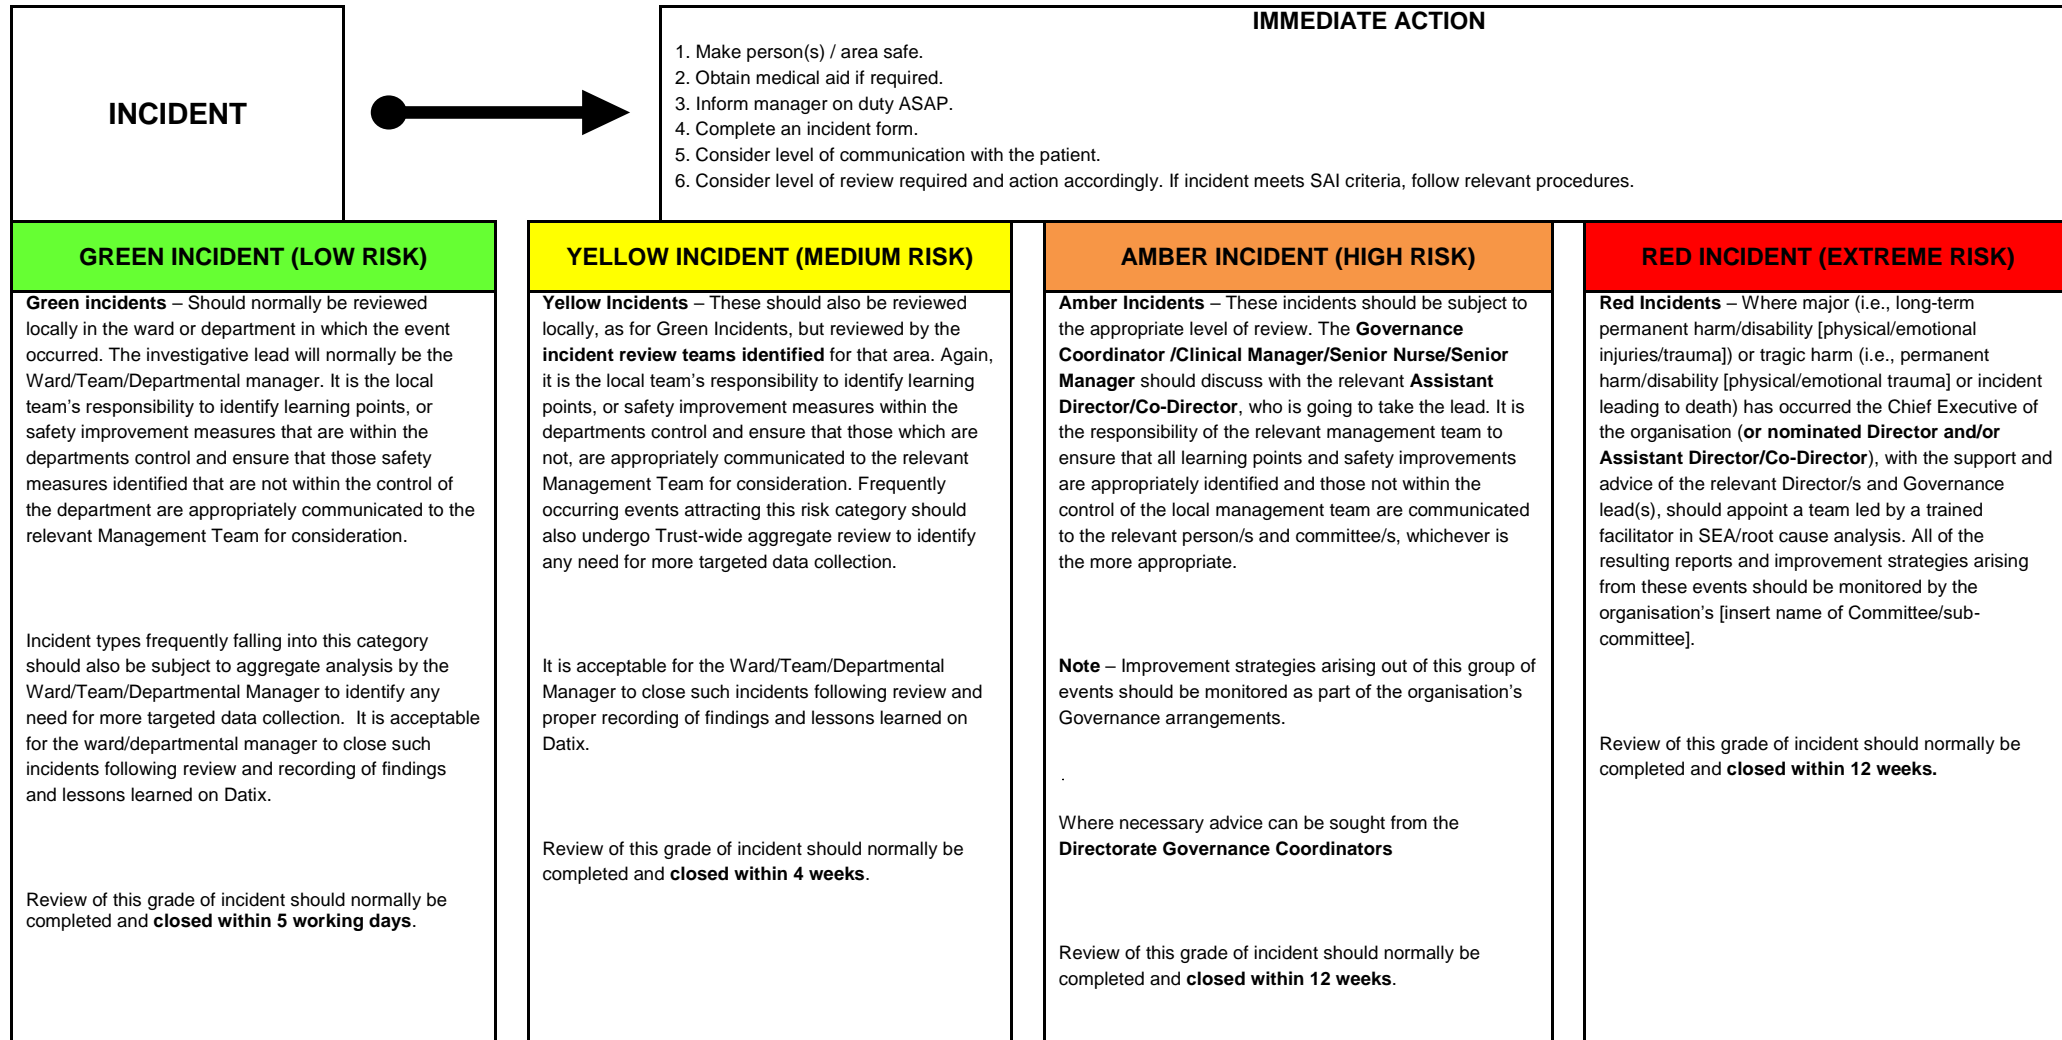 INCIDENT
IMMEDIATE ACTION
1. Make person(s) / area safe.
2. Obtain medical aid if required.
3. Inform manager on duty ASAP.
4. Complete an incident form.
5. Consider level of communication with the patient.
6. Consider level of review required and action accordingly. If incident meets SAI criteria, follow relevant procedures.
GREEN INCIDENT (LOW RISK)
Green incidents – Should normally be reviewed
locally in the ward or department in which the event
occurred. The investigative lead will normally be the
Ward/Team/Departmental manager. It is the local
team’s responsibility to identify learning points, or
safety improvement measures that are within the
departments control and ensure that those safety
measures identified that are not within the control of
the department are appropriately communicated to the
relevant Management Team for consideration.
Incident types frequently falling into this category
should also be subject to aggregate analysis by the
Ward/Team/Departmental Manager to identify any
need for more targeted data collection.  It is acceptable
for the ward/departmental manager to close such
incidents following review and recording of findings
and lessons learned on Datix.
Review of this grade of incident should normally be
completed and closed within 5 working days.
YELLOW INCIDENT (MEDIUM RISK)
Yellow Incidents – These should also be reviewed
locally, as for Green Incidents, but reviewed by the
incident review teams identified for that area. Again,
it is the local team’s responsibility to identify learning
points, or safety improvement measures within the
departments control and ensure that those which are
not, are appropriately communicated to the relevant
Management Team for consideration. Frequently
occurring events attracting this risk category should
also undergo Trust-wide aggregate review to identify
any need for more targeted data collection.
It is acceptable for the Ward/Team/Departmental
Manager to close such incidents following review and
proper recording of findings and lessons learned on
Datix.
Review of this grade of incident should normally be
completed and closed within 4 weeks.
AMBER INCIDENT (HIGH RISK)
Amber Incidents – These incidents should be subject to
the appropriate level of review. The Governance
Coordinator /Clinical Manager/Senior Nurse/Senior
Manager should discuss with the relevant Assistant
Director/Co-Director, who is going to take the lead. It is
the responsibility of the relevant management team to
ensure that all learning points and safety improvements
are appropriately identified and those not within the
control of the local management team are communicated
to the relevant person/s and committee/s, whichever is
the more appropriate.
Note – Improvement strategies arising out of this group of
events should be monitored as part of the organisation’s
Governance arrangements.
.
Where necessary advice can be sought from the
Directorate Governance Coordinators
Review of this grade of incident should normally be
completed and closed within 12 weeks.
RED INCIDENT (EXTREME RISK)
Red Incidents – Where major (i.e., long-term
permanent harm/disability [physical/emotional
injuries/trauma]) or tragic harm (i.e., permanent
harm/disability [physical/emotional trauma] or incident
leading to death) has occurred the Chief Executive of
the organisation (or nominated Director and/or
Assistant Director/Co-Director), with the support and
advice of the relevant Director/s and Governance
lead(s), should appoint a team led by a trained
facilitator in SEA/root cause analysis. All of the
resulting reports and improvement strategies arising
from these events should be monitored by the
organisation’s [insert name of Committee/sub-
committee].
Review of this grade of incident should normally be
completed and closed within 12 weeks.